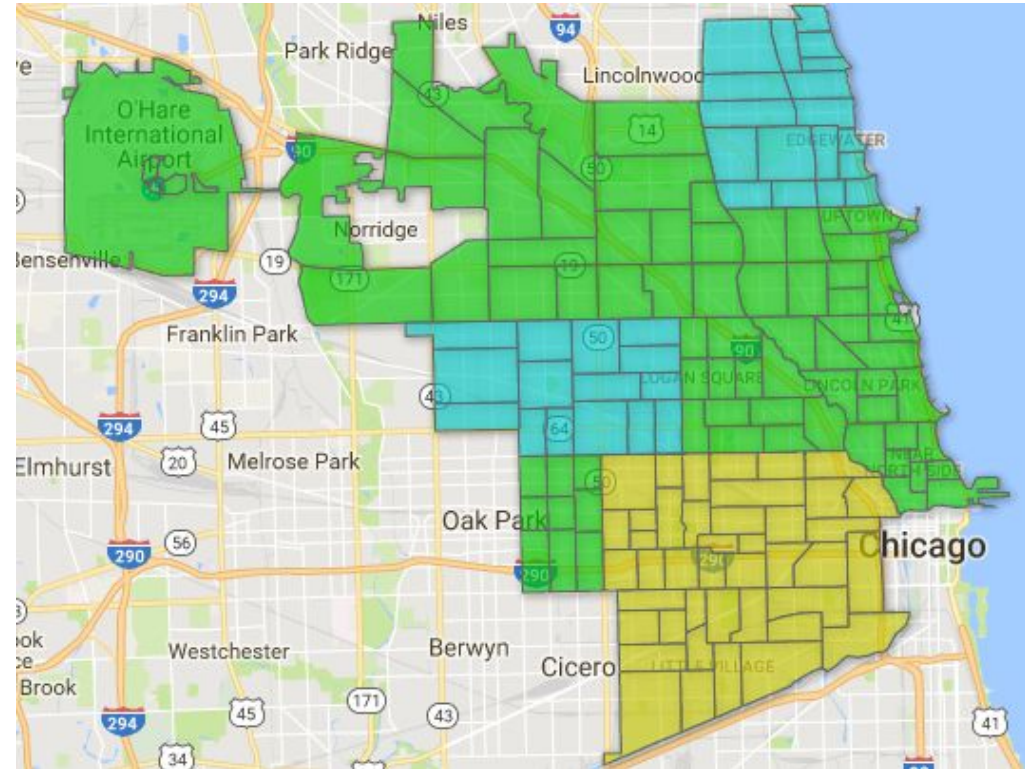 Niles
94
Park Ridge
ve
Lincolnwood
43
O'Hare
International
Airport
14
90
EDGEWATER
50
UPTOWN
Norridge
Bensenville
19
19
171
294
41
Franklin Park
50
90
LOGAN SQUARE
LINCOLN PARK
43
294
45
64
Elmhurst
20
Melrose Park
NEAR
NORTH SIDE
50
Oak Park
56
290
290
290
Chicago
ook
ce
Westchester
Berwyn
Cicero
LITTLE VILLAGE
Brook
171
45
43
294
41
34